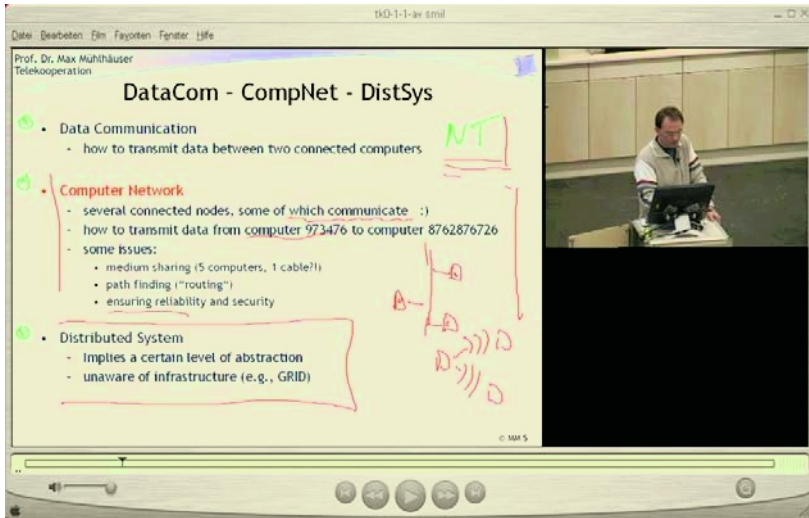 tk0-1-1-av smil
Datei Bearbeiten Film Favoriten Fenster Hilfe
Prof. Dr. Max Mühlhäuser
Telekooperation
DataCom - CompNet - DistSys
• Data Communication
- how to transmit data between two connected computers
NT
• Computer Network
- several connected nodes, some of which communicate :)
- how to transmit data from computer 973476 to computer 8762876726
- some issues:
• medium sharing (5 computers, 1 cable?!)
• path finding ("routing")
• ensuring reliability and security
• Distributed System
- Implies a certain level of abstraction
- unaware of infrastructure (e.g., GRID)